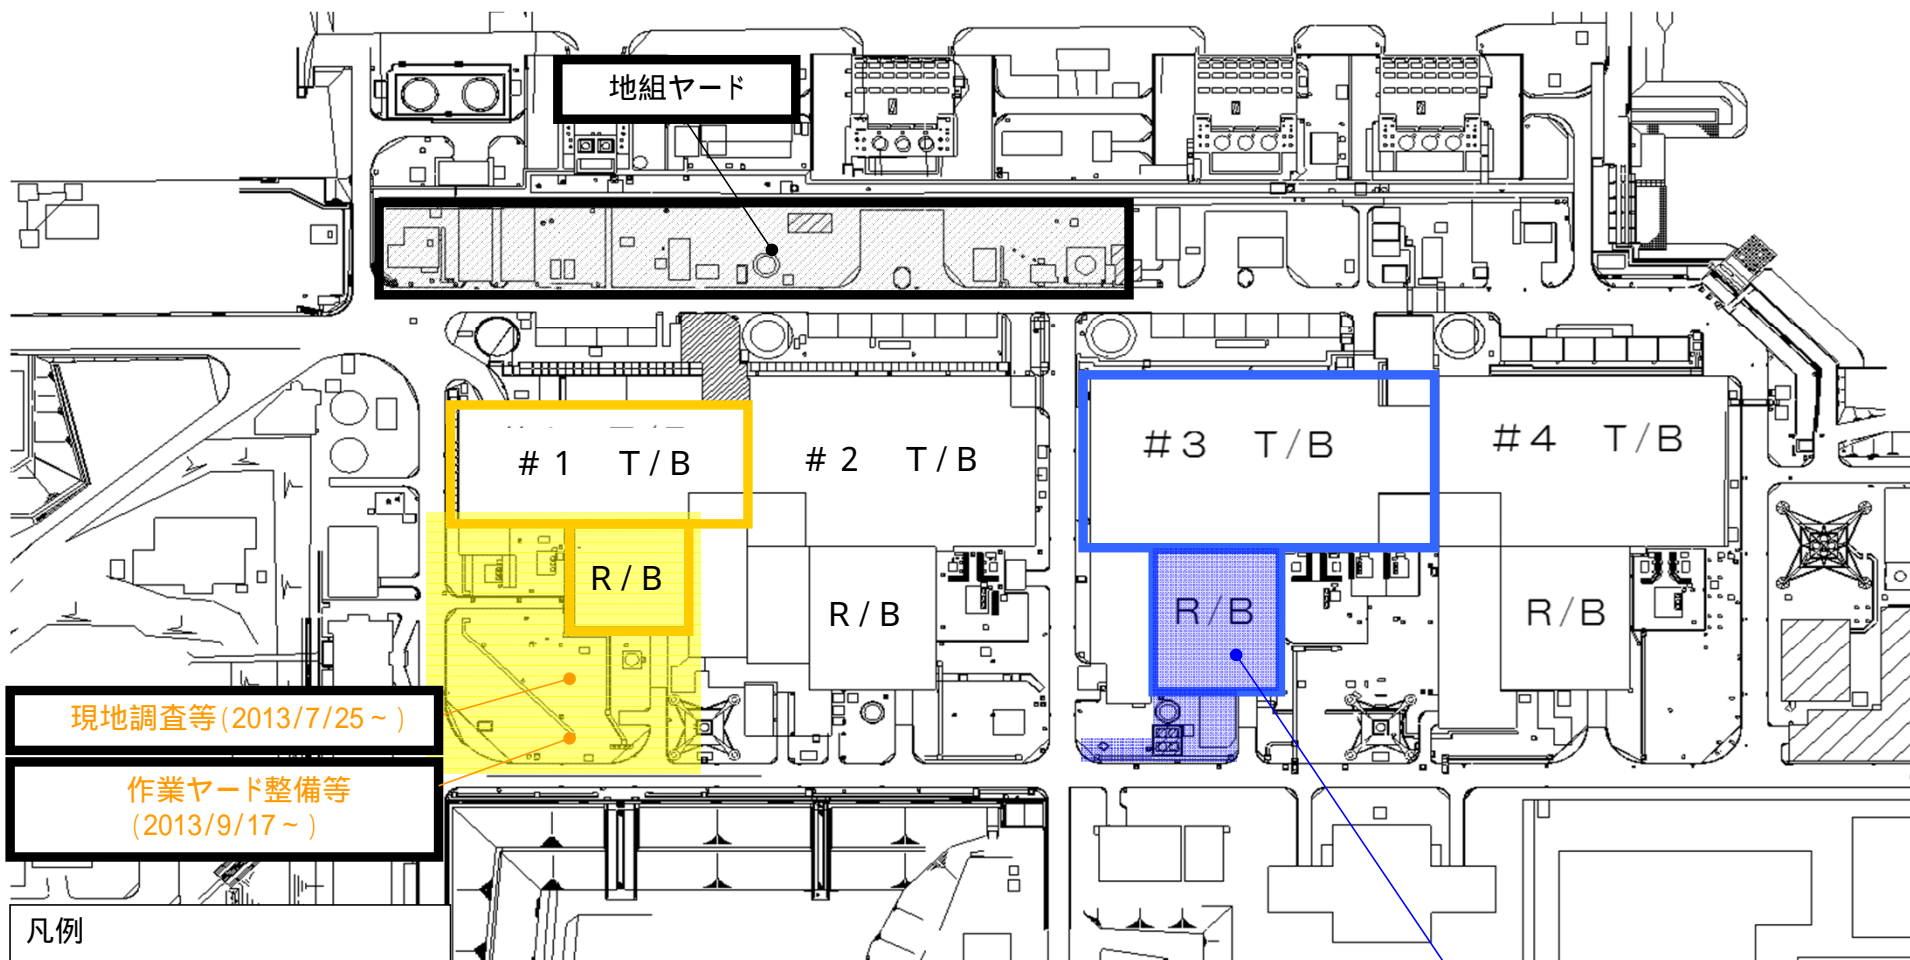 地組ヤード
#1 T/B
#2 T/B
#3 T/B
#4 T/B
R/B
R/B
R/B
R/B
現地調査等(2013/7/25~ )
作業ヤード整備等
(2013/9/17~ )
凡例